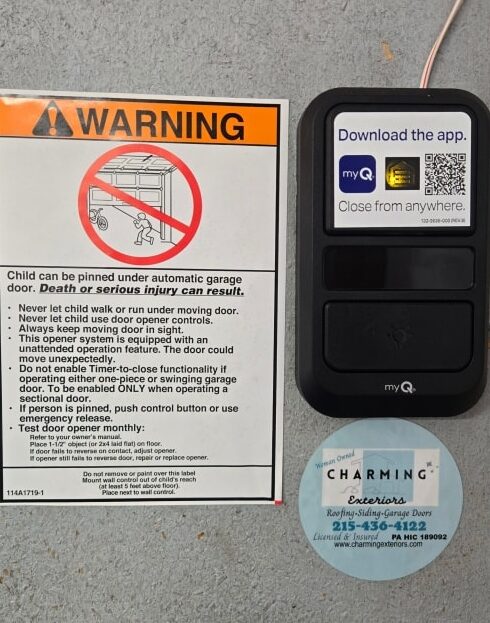 WARNING
Child can be pinned under automatic garage
door. Death or serious injury can result.
• Never let child walk or run under moving door.
• Never let child use door opener controls.
• Always keep moving door in sight.
• This opener system is equipped with an
unattended operation feature. The door could
move unexpectedly.
• Do not enable Timer-to-close functionality if
operating either one-piece or swinging garage
door. To be enabled ONLY when operating a
sectional door.
• If person is pinned, push control button or use
emergency release.
• Test door opener monthly:
Refer to your owner's manual.
Place 1-1/2" object (or 2x4 laid flat) on floor.
If door fails to reverse on contact, adjust opener.
If opener still fails to reverse door, repair or replace opener.
Do not remove or paint over this label
Mount wall control out of child's reach
(at least 5 feet above floor).
Place next to wall control.
114A1719-1
Download the app.
myQ
Close from anywhere.
myQ
Woman Owned
CHARMING
Exteriors
Roofing-Siding-Garage Doors
215-436-4122
Licensed & Insured PA HIC 189092
www.charmingexteriors.com